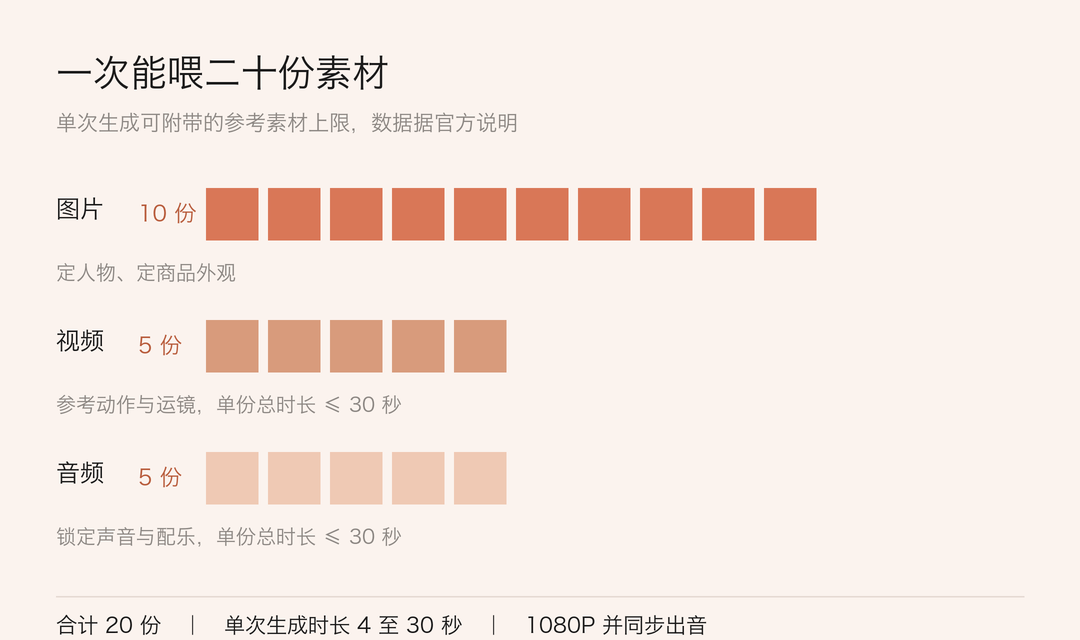 一次能喂二十份素材
单次生成可附带的参考素材上限，数据据官方说明
图片 10 份
定人物、定商品外观
视频 5 份
参考动作与运镜，单份总时长 ≤ 30 秒
音频 5 份
锁定声音与配乐，单份总时长 ≤ 30 秒
合计 20 份 | 单次生成时长 4 至 30 秒 | 1080P 并同步出音